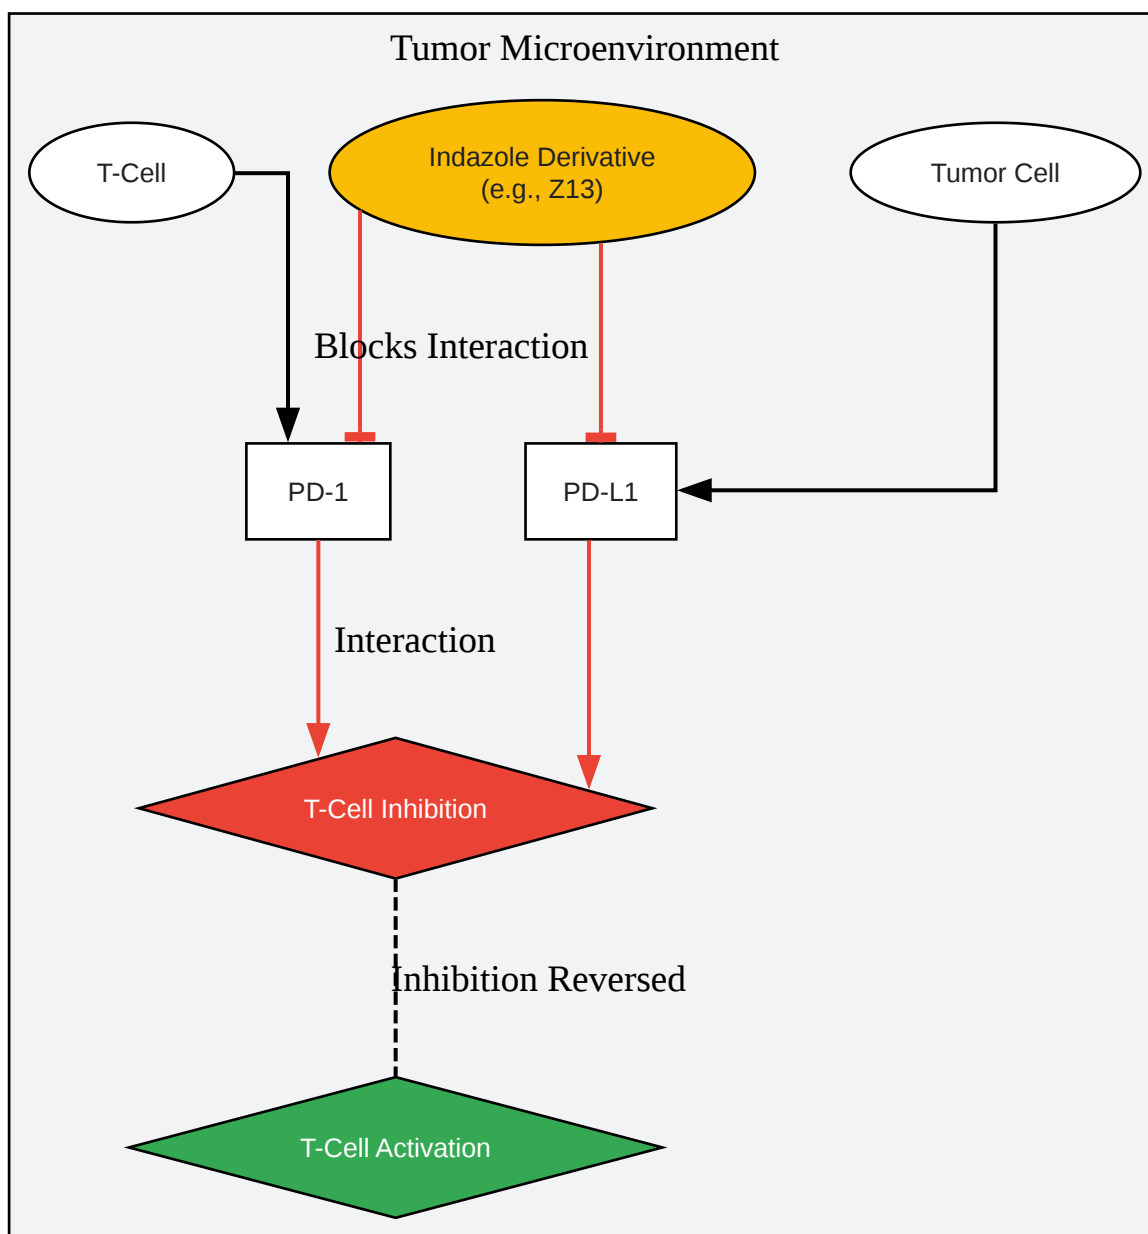 Tumor Microenvironment
T-Cell
Indazole Derivative
(e.g., Z13)
Tumor Cell
Blocks Interaction
PD-1
PD-L1
Interaction
T-Cell Inhibition
Inhibition Reversed
T-Cell Activation